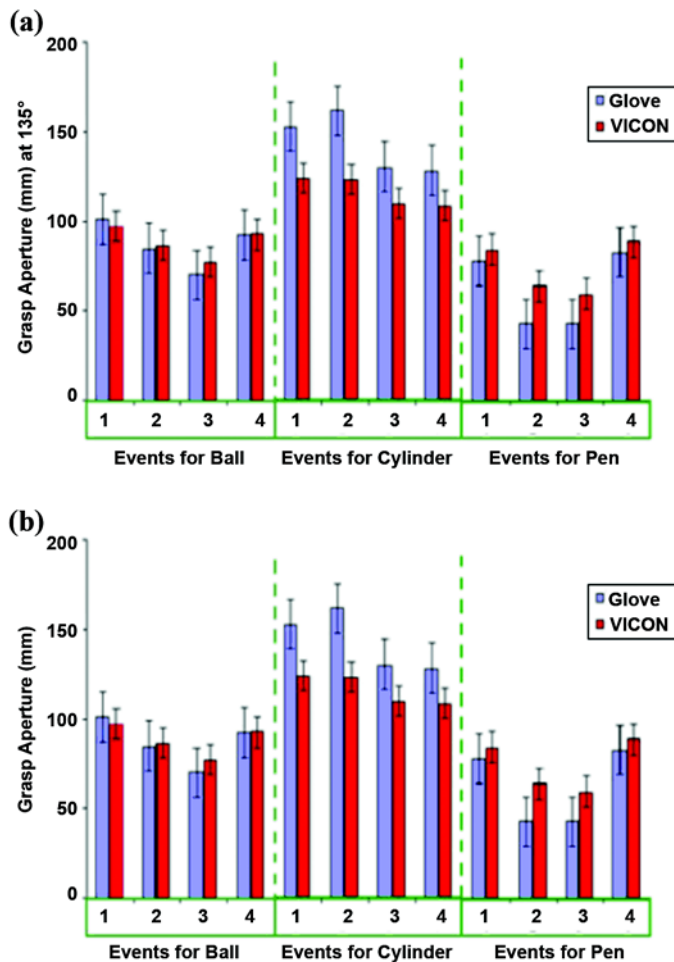 (a)
200
150
100
50
0
Grasp Aperture (mm) at 135°
Glove
VICON
1 2 3 4 1 2 3 4 1 2 3 4
Events for Ball Events for Cylinder Events for Pen
(b)
200
150
100
50
0
Grasp Aperture (mm)
Glove
VICON
1 2 3 4 1 2 3 4 1 2 3 4
Events for Ball Events for Cylinder Events for Pen